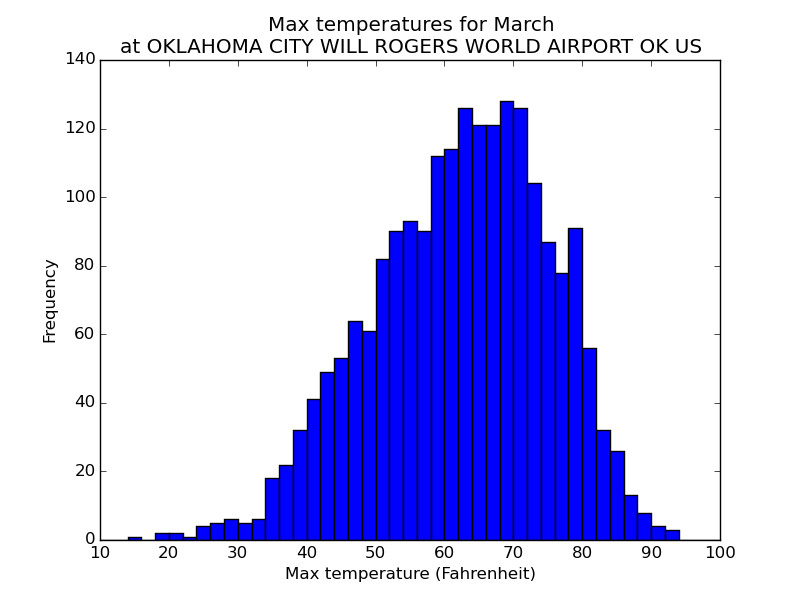 Max temperatures for March
at OKLAHOMA CITY WILL ROGERS WORLD AIRPORT OK US
140
120
100
80
60
40
20
0
Frequency
10 20 30 40 50 60 70 80 90 100
Max temperature (Fahrenheit)